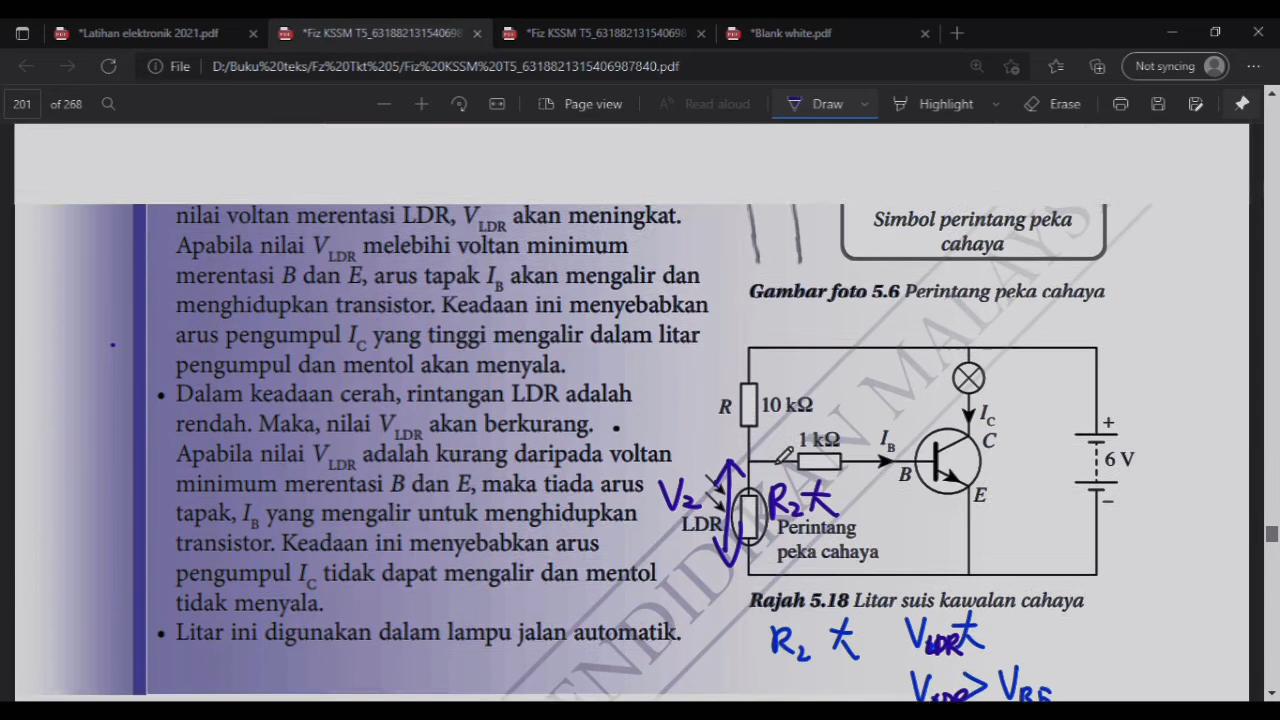 *Latihan elektronik 2021.pdf
*Fiz KSSM T5_631882131540698
*Fiz KSSM T5_631882131540698
*Blank white.pdf
File
D:/Buku%20teks/Fz%20Tkt%205/Fiz%20KSSM%20T5_6318821315406987840.pdf
Not syncing
201 of 268
Page view
Read aloud
Draw
Highlight
Erase
nilai voltan merentasi LDR, VLDR akan meningkat.
Apabila nilai VLDR melebihi voltan minimum
merentasi B dan E, arus tapak IB akan mengalir dan
menghidupkan transistor. Keadaan ini menyebabkan
arus pengumpul IC yang tinggi mengalir dalam litar
pengumpul dan mentol akan menyala.
• Dalam keadaan cerah, rintangan LDR adalah
rendah. Maka, nilai VLDR akan berkurang.
Apabila nilai VLDR adalah kurang daripada voltan
minimum merentasi B dan E, maka tiada arus
tapak, IB yang mengalir untuk menghidupkan
transistor. Keadaan ini menyebabkan arus
pengumpul IC tidak dapat mengalir dan mentol
tidak menyala.
• Litar ini digunakan dalam lampu jalan automatik.
Simbol perintang peka
cahaya
Gambar foto 5.6 Perintang peka cahaya
R
10 kΩ
1 kΩ
IB
IC
C
B
E
+
6 V
−
V2
R2
LDR
Perintang
peka cahaya
Rajah 5.18 Litar suis kawalan cahaya
R2
VLDR
VLDR > VBE
PENDIDIKAN MALAYS